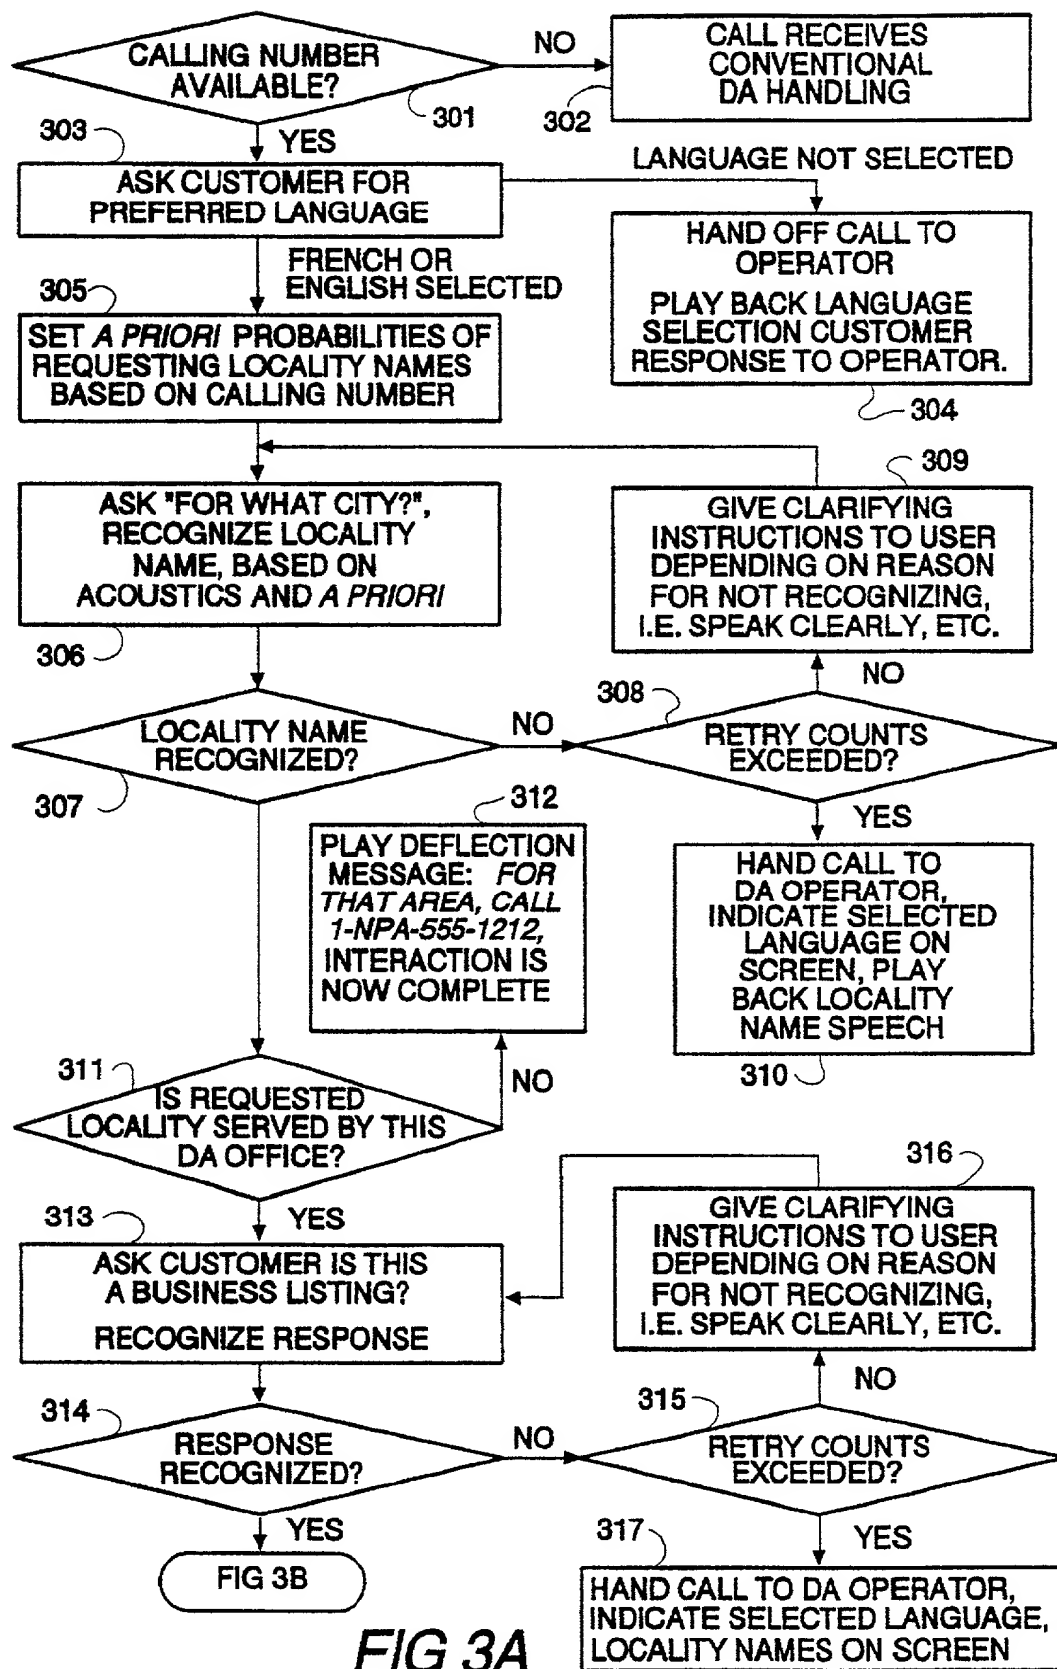 CALLING NUMBER
AVAILABLE?
301
NO
CALL RECEIVES
CONVENTIONAL
DA HANDLING
302
YES
303
ASK CUSTOMER FOR
PREFERRED LANGUAGE
LANGUAGE NOT SELECTED
HAND OFF CALL TO
OPERATOR
PLAY BACK LANGUAGE
SELECTION CUSTOMER
RESPONSE TO OPERATOR.
304
FRENCH OR
ENGLISH SELECTED
305
SET A PRIORI PROBABILITIES OF
REQUESTING LOCALITY NAMES
BASED ON CALLING NUMBER
ASK "FOR WHAT CITY?",
RECOGNIZE LOCALITY
NAME, BASED ON
ACOUSTICS AND A PRIORI
306
309
GIVE CLARIFYING
INSTRUCTIONS TO USER
DEPENDING ON REASON
FOR NOT RECOGNIZING,
I.E. SPEAK CLEARLY, ETC.
NO
LOCALITY NAME
RECOGNIZED?
307
NO
308
RETRY COUNTS
EXCEEDED?
YES
HAND CALL TO
DA OPERATOR,
INDICATE SELECTED
LANGUAGE ON
SCREEN, PLAY
BACK LOCALITY
NAME SPEECH
310
312
PLAY DEFLECTION
MESSAGE: FOR
THAT AREA, CALL
1-NPA-555-1212,
INTERACTION IS
NOW COMPLETE
NO
311
IS REQUESTED
LOCALITY SERVED BY THIS
DA OFFICE?
YES
313
ASK CUSTOMER IS THIS
A BUSINESS LISTING?
RECOGNIZE RESPONSE
316
GIVE CLARIFYING
INSTRUCTIONS TO USER
DEPENDING ON REASON
FOR NOT RECOGNIZING,
I.E. SPEAK CLEARLY, ETC.
NO
314
RESPONSE
RECOGNIZED?
NO
315
RETRY COUNTS
EXCEEDED?
YES
YES
FIG 3B
317
HAND CALL TO DA OPERATOR,
INDICATE SELECTED LANGUAGE,
LOCALITY NAMES ON SCREEN
FIG 3A